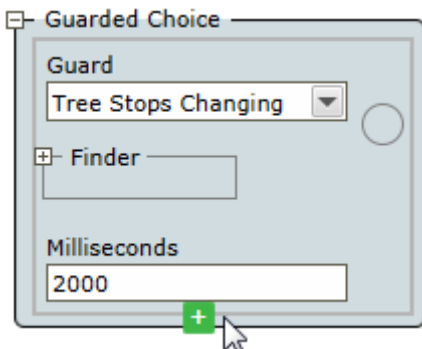 Guarded Choice
Guard
Tree Stops Changing
Finder
Milliseconds
2000